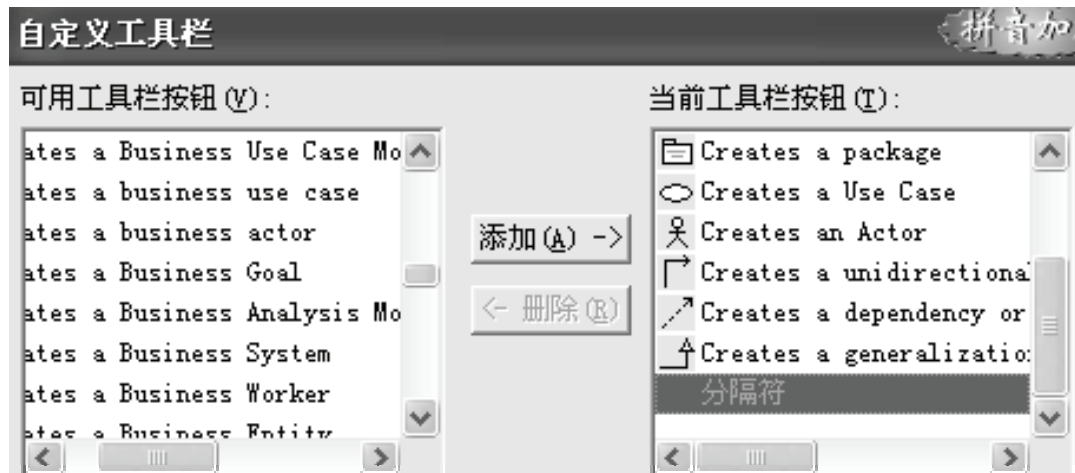 自定义工具栏
拼音加
可用工具栏按钮(V):
ates a Business Use Case Mo
ates a business use case
ates a business actor
ates a Business Goal
ates a Business Analysis Mo
ates a Business System
ates a Business Worker
ates a Business Entity
添加(A) ->
<- 删除(R)
当前工具栏按钮(T):
Creates a package
Creates a Use Case
Creates an Actor
Creates a unidirectional
Creates a dependency or
Creates a generalizatio
分隔符